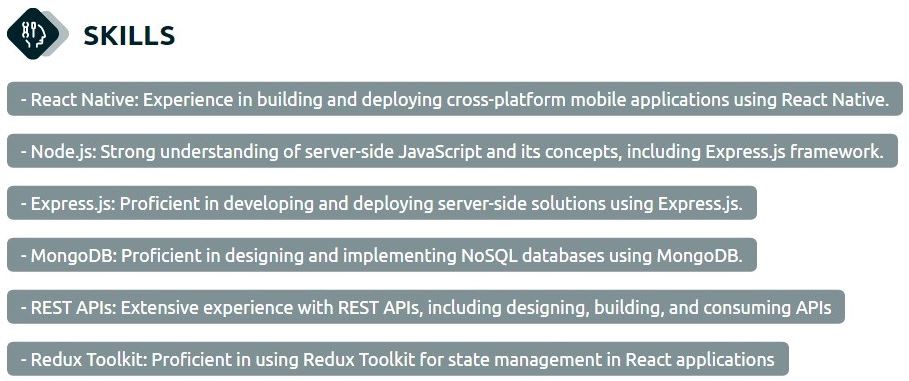 SKILLS
- React Native: Experience in building and deploying cross-platform mobile applications using React Native.
- Node.js: Strong understanding of server-side JavaScript and its concepts, including Express.js framework.
- Express.js: Proficient in developing and deploying server-side solutions using Express.js.
- MongoDB: Proficient in designing and implementing NoSQL databases using MongoDB.
- REST APIs: Extensive experience with REST APIs, including designing, building, and consuming APIs
- Redux Toolkit: Proficient in using Redux Toolkit for state management in React applications